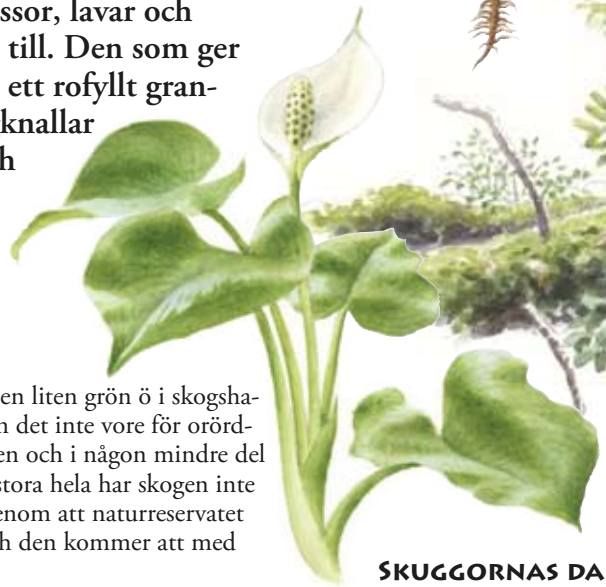 ssor, lavar och
till. Den som ger
ett rofyllt gran-
knallar
h
en liten grön ö i skogsha-
det inte vore för orörd-
en och i någon mindre del
stora hela har skogen inte
enom att naturreservatet
h den kommer att med
SKUGGORNAS DA